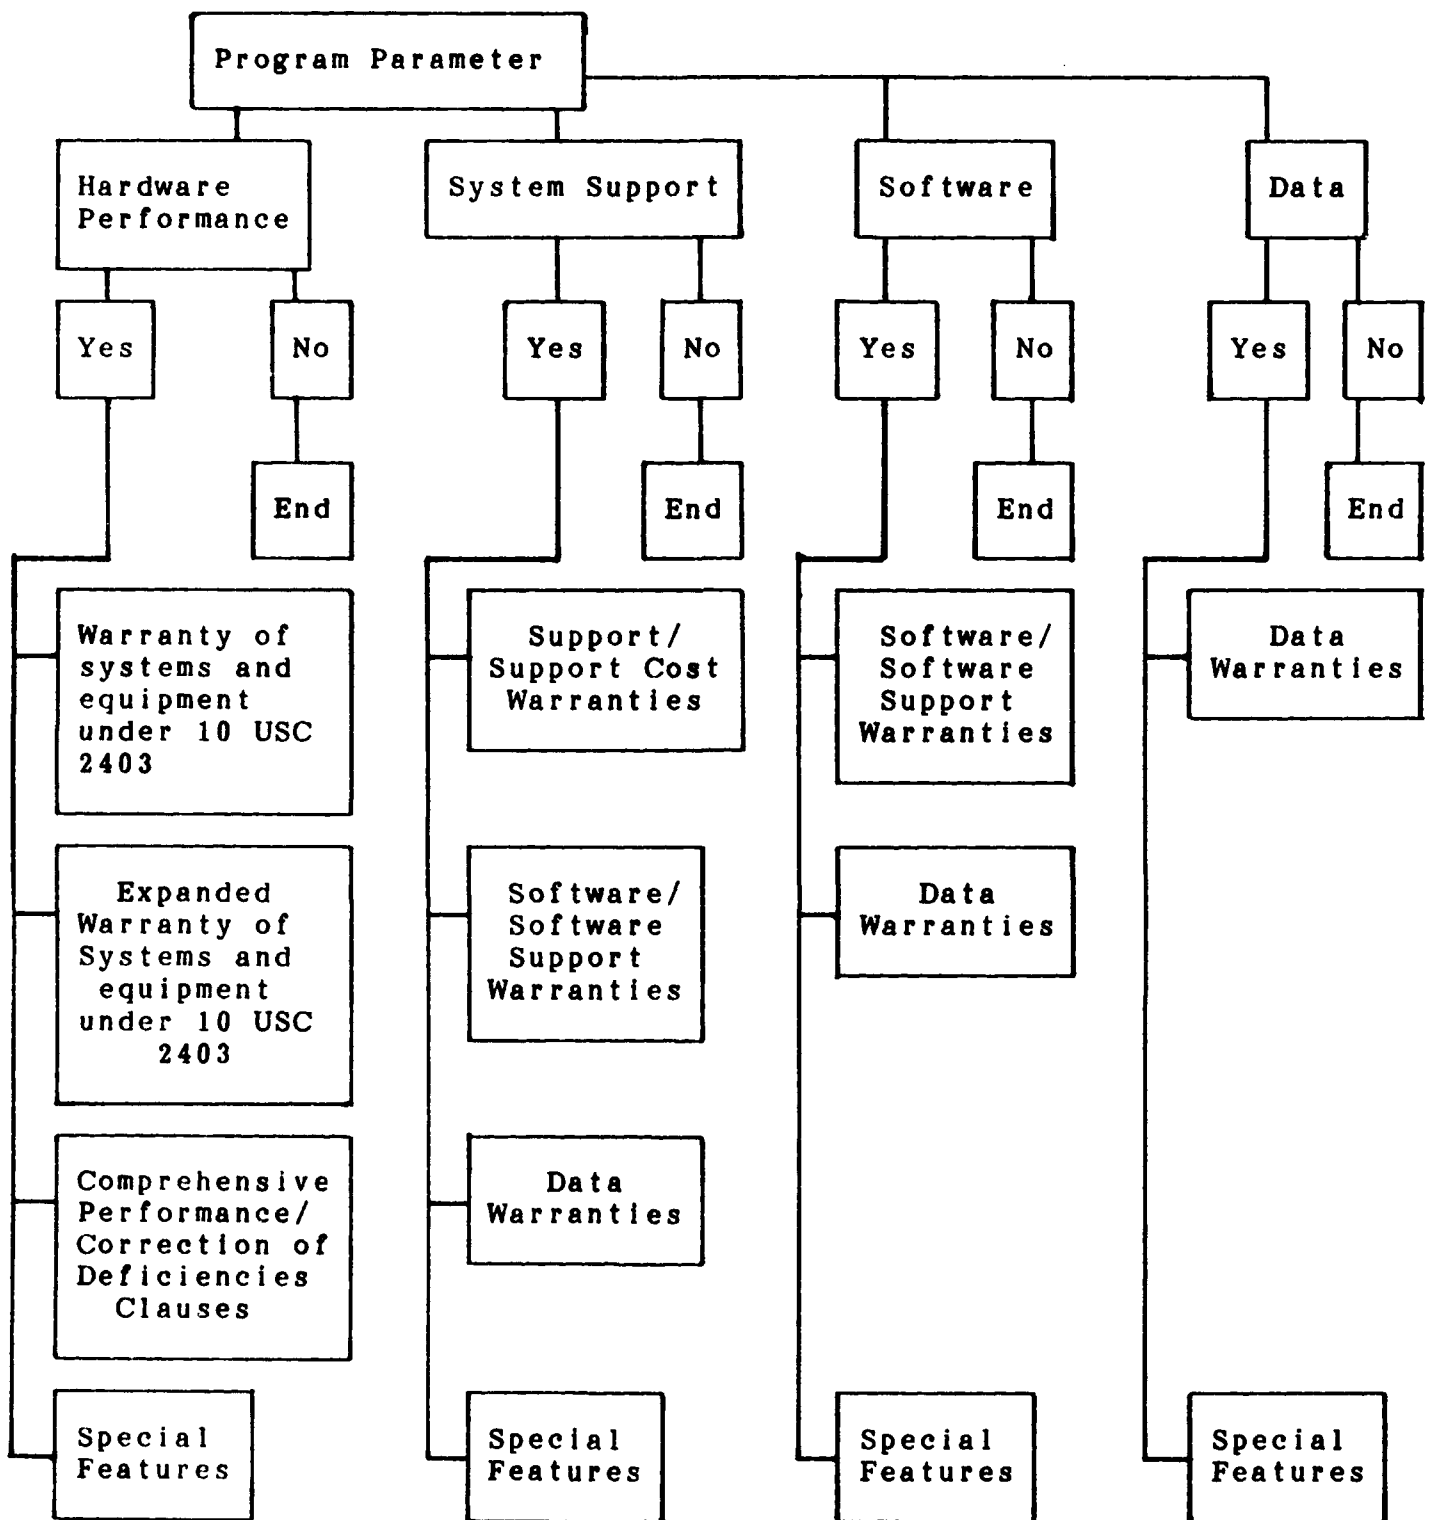 Program Parameter
Hardware
Performance
System Support
Software
Data
Yes
No
Yes
No
Yes
No
Yes
No
End
End
End
End
Warranty of
systems and
equipment
under 10 USC
2403
Support/
Support Cost
Warranties
Software/
Software
Support
Warranties
Data
Warranties
Expanded
Warranty of
Systems and
equipment
under 10 USC
2403
Software/
Software
Support
Warranties
Data
Warranties
Comprehensive
Performance/
Correction of
Deficiencies
Clauses
Data
Warranties
Special
Features
Special
Features
Special
Features
Special
Features